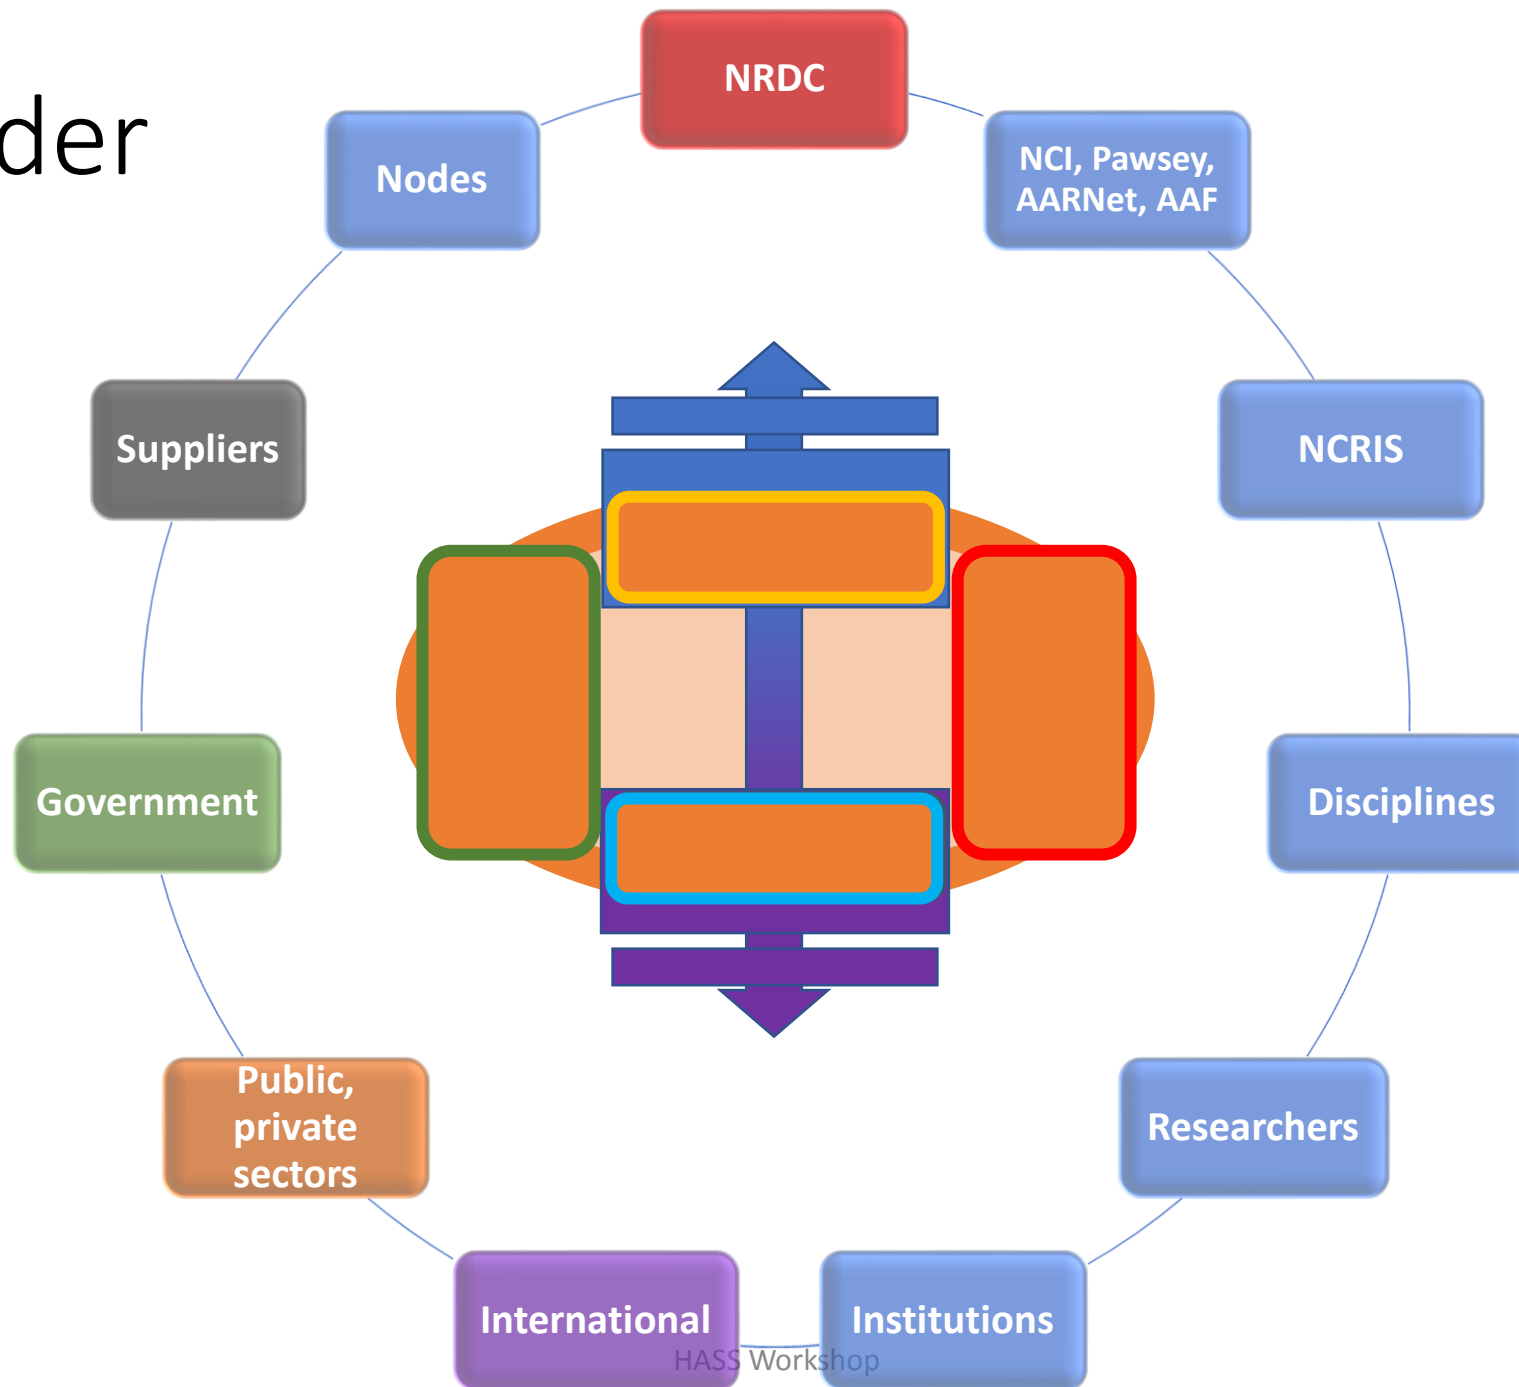 der
NRDC
NCI, Pawsey,
AARNet, AAF
NCRIS
Disciplines
Researchers
Institutions
International
Public,
private
sectors
Government
Suppliers
Nodes
HASS Workshop